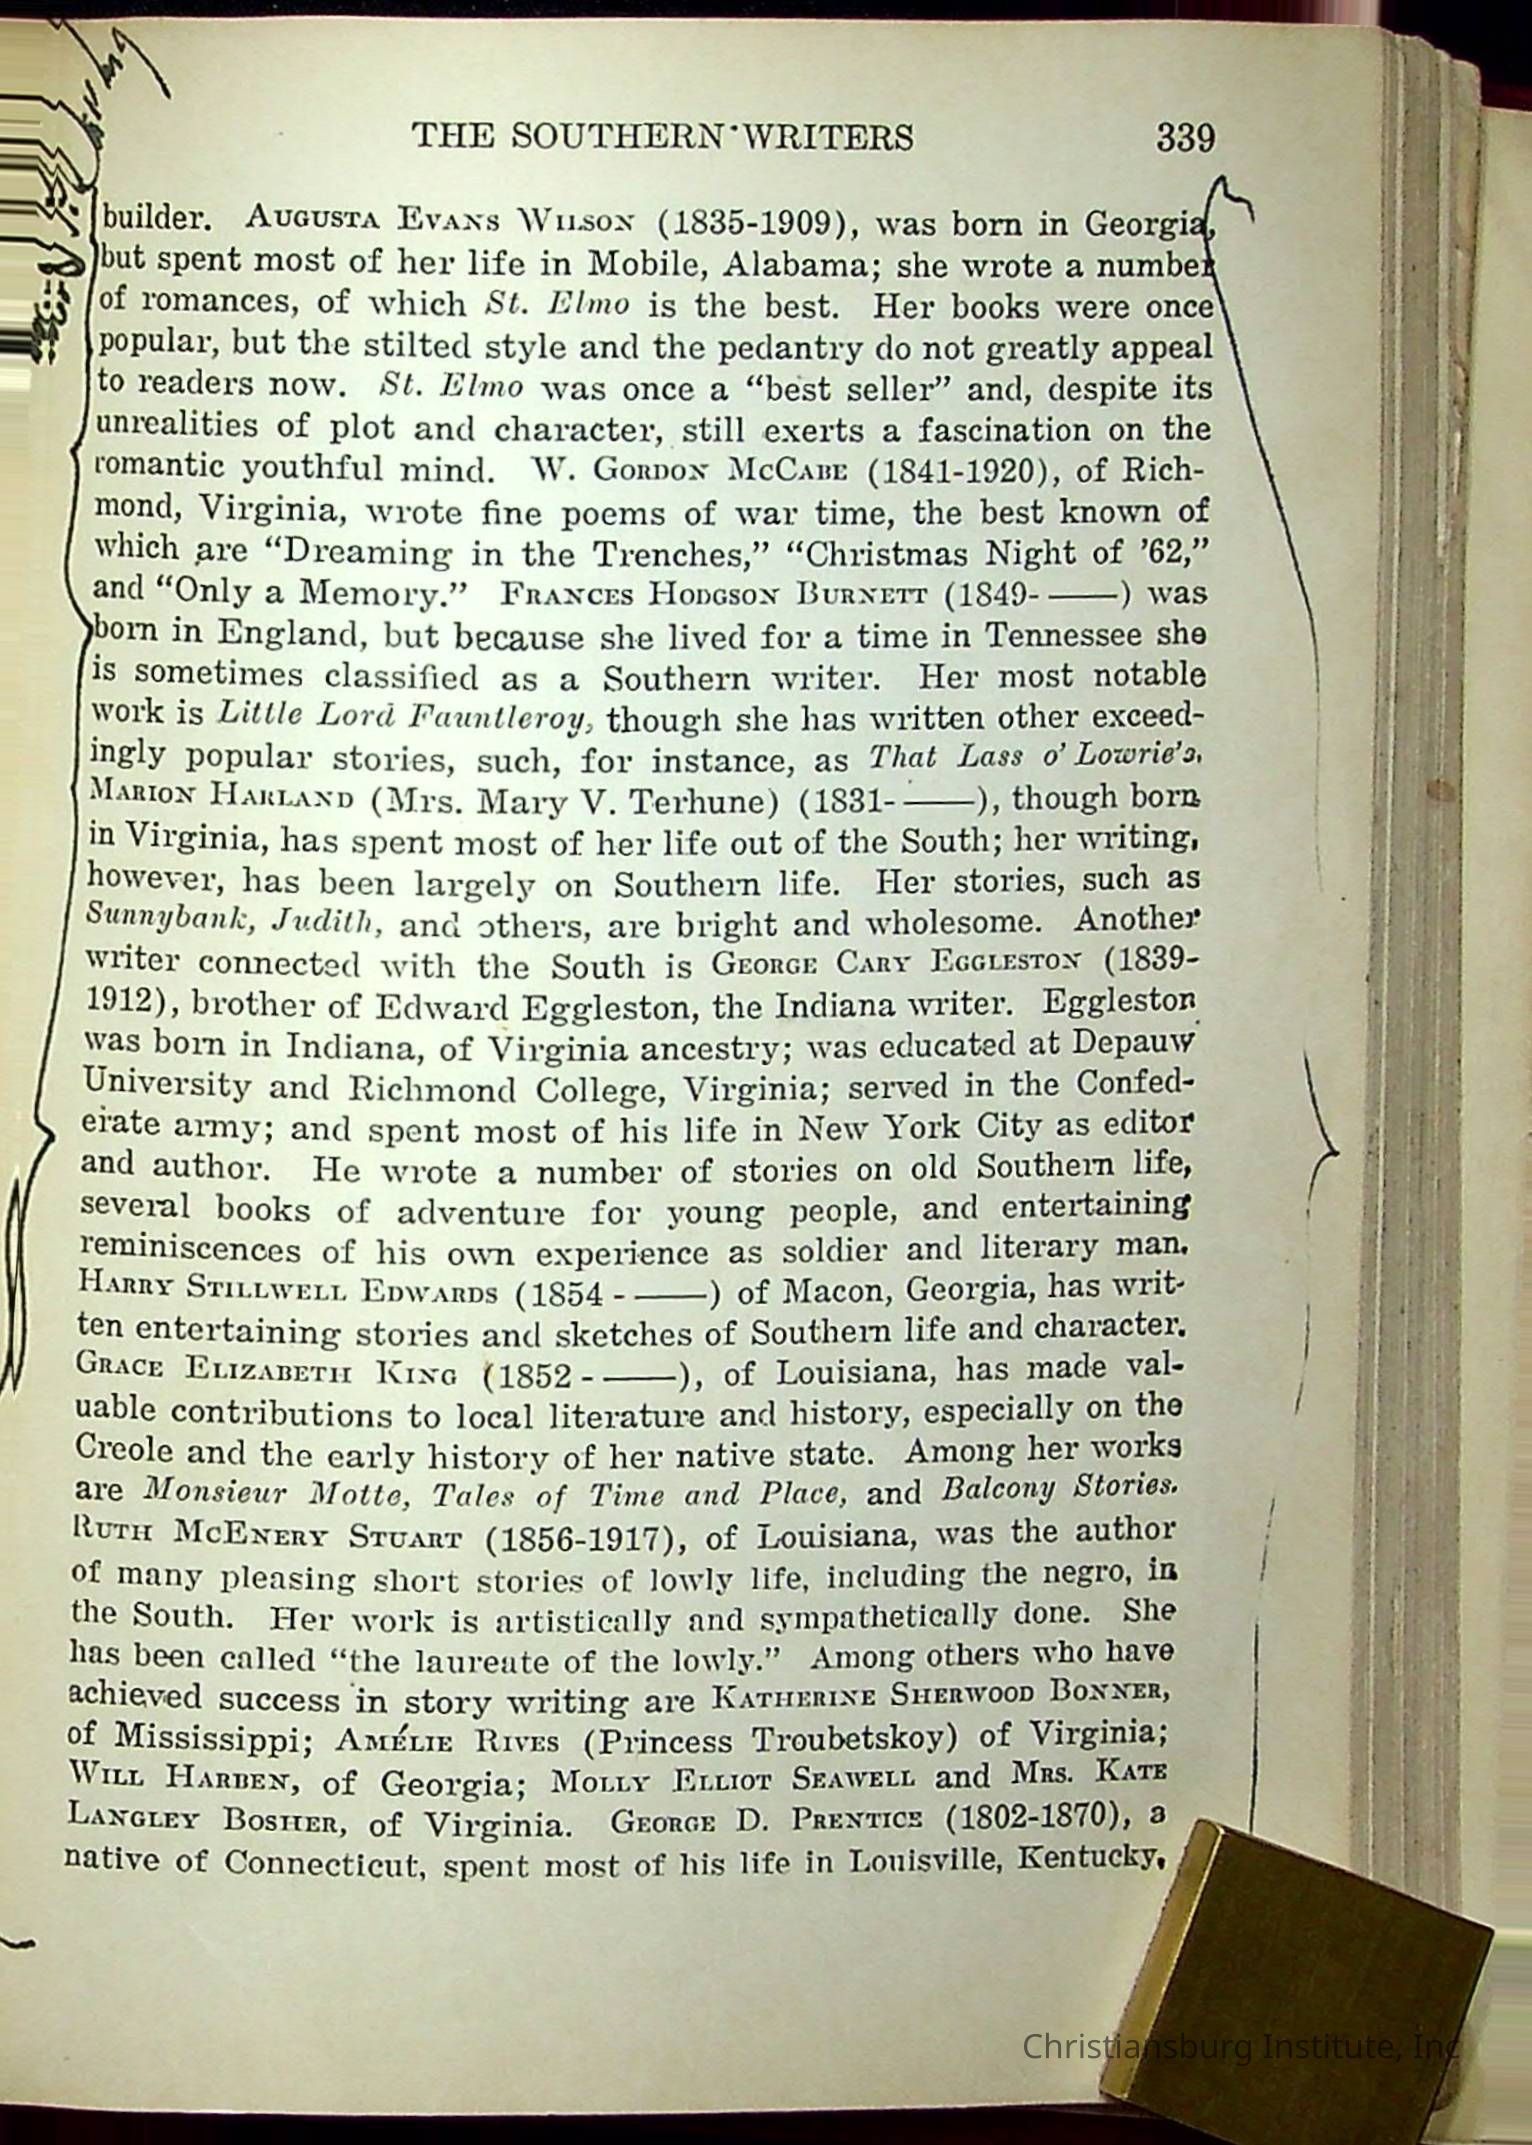 THE SOUTHERN WRITERS 339
builder. AUGUSTA EVANS WILSON (1835-1909), was born in Georgia,
but spent most of her life in Mobile, Alabama; she wrote a number
of romances, of which St. Elmo is the best. Her books were once
popular, but the stilted style and the pedantry do not greatly appeal
to readers now. St. Elmo was once a “best seller” and, despite its
unrealities of plot and character, still exerts a fascination on the
romantic youthful mind. W. GORDON MCCABE (1841-1920), of Rich-
mond, Virginia, wrote fine poems of war time, the best known of
which are “Dreaming in the Trenches,” “Christmas Night of ’62,”
and “Only a Memory.” FRANCES HODGSON BURNETT (1849- ——) was
born in England, but because she lived for a time in Tennessee she
is sometimes classified as a Southern writer. Her most notable
work is Little Lord Fauntleroy, though she has written other exceed-
ingly popular stories, such, for instance, as That Lass o’ Lowrie’s.
MARION HARLAND (Mrs. Mary V. Terhune) (1831- ——), though born
in Virginia, has spent most of her life out of the South; her writing,
however, has been largely on Southern life. Her stories, such as
Sunnybank, Judith, and others, are bright and wholesome. Another
writer connected with the South is GEORGE CARY EGGLESTON (1839-
1912), brother of Edward Eggleston, the Indiana writer. Eggleston
was born in Indiana, of Virginia ancestry; was educated at Depauw
University and Richmond College, Virginia; served in the Confed-
erate army; and spent most of his life in New York City as editor
and author. He wrote a number of stories on old Southern life,
several books of adventure for young people, and entertaining
reminiscences of his own experience as soldier and literary man.
HARRY STILLWELL EDWARDS (1854 - ——) of Macon, Georgia, has writ-
ten entertaining stories and sketches of Southern life and character.
GRACE ELIZABETH KING (1852 - ——), of Louisiana, has made val-
uable contributions to local literature and history, especially on the
Creole and the early history of her native state. Among her works
are Monsieur Motte, Tales of Time and Place, and Balcony Stories.
RUTH MCENERY STUART (1856-1917), of Louisiana, was the author
of many pleasing short stories of lowly life, including the negro, in
the South. Her work is artistically and sympathetically done. She
has been called “the laureate of the lowly.” Among others who have
achieved success in story writing are KATHERINE SHERWOOD BONNER,
of Mississippi; AMÉLIE RIVES (Princess Troubetskoy) of Virginia;
WILL HARBEN, of Georgia; MOLLY ELLIOT SEAWELL and MRS. KATE
LANGLEY BOSHER, of Virginia. GEORGE D. PRENTICE (1802-1870), a
native of Connecticut, spent most of his life in Louisville, Kentucky,
Christiansburg Institute, Inc